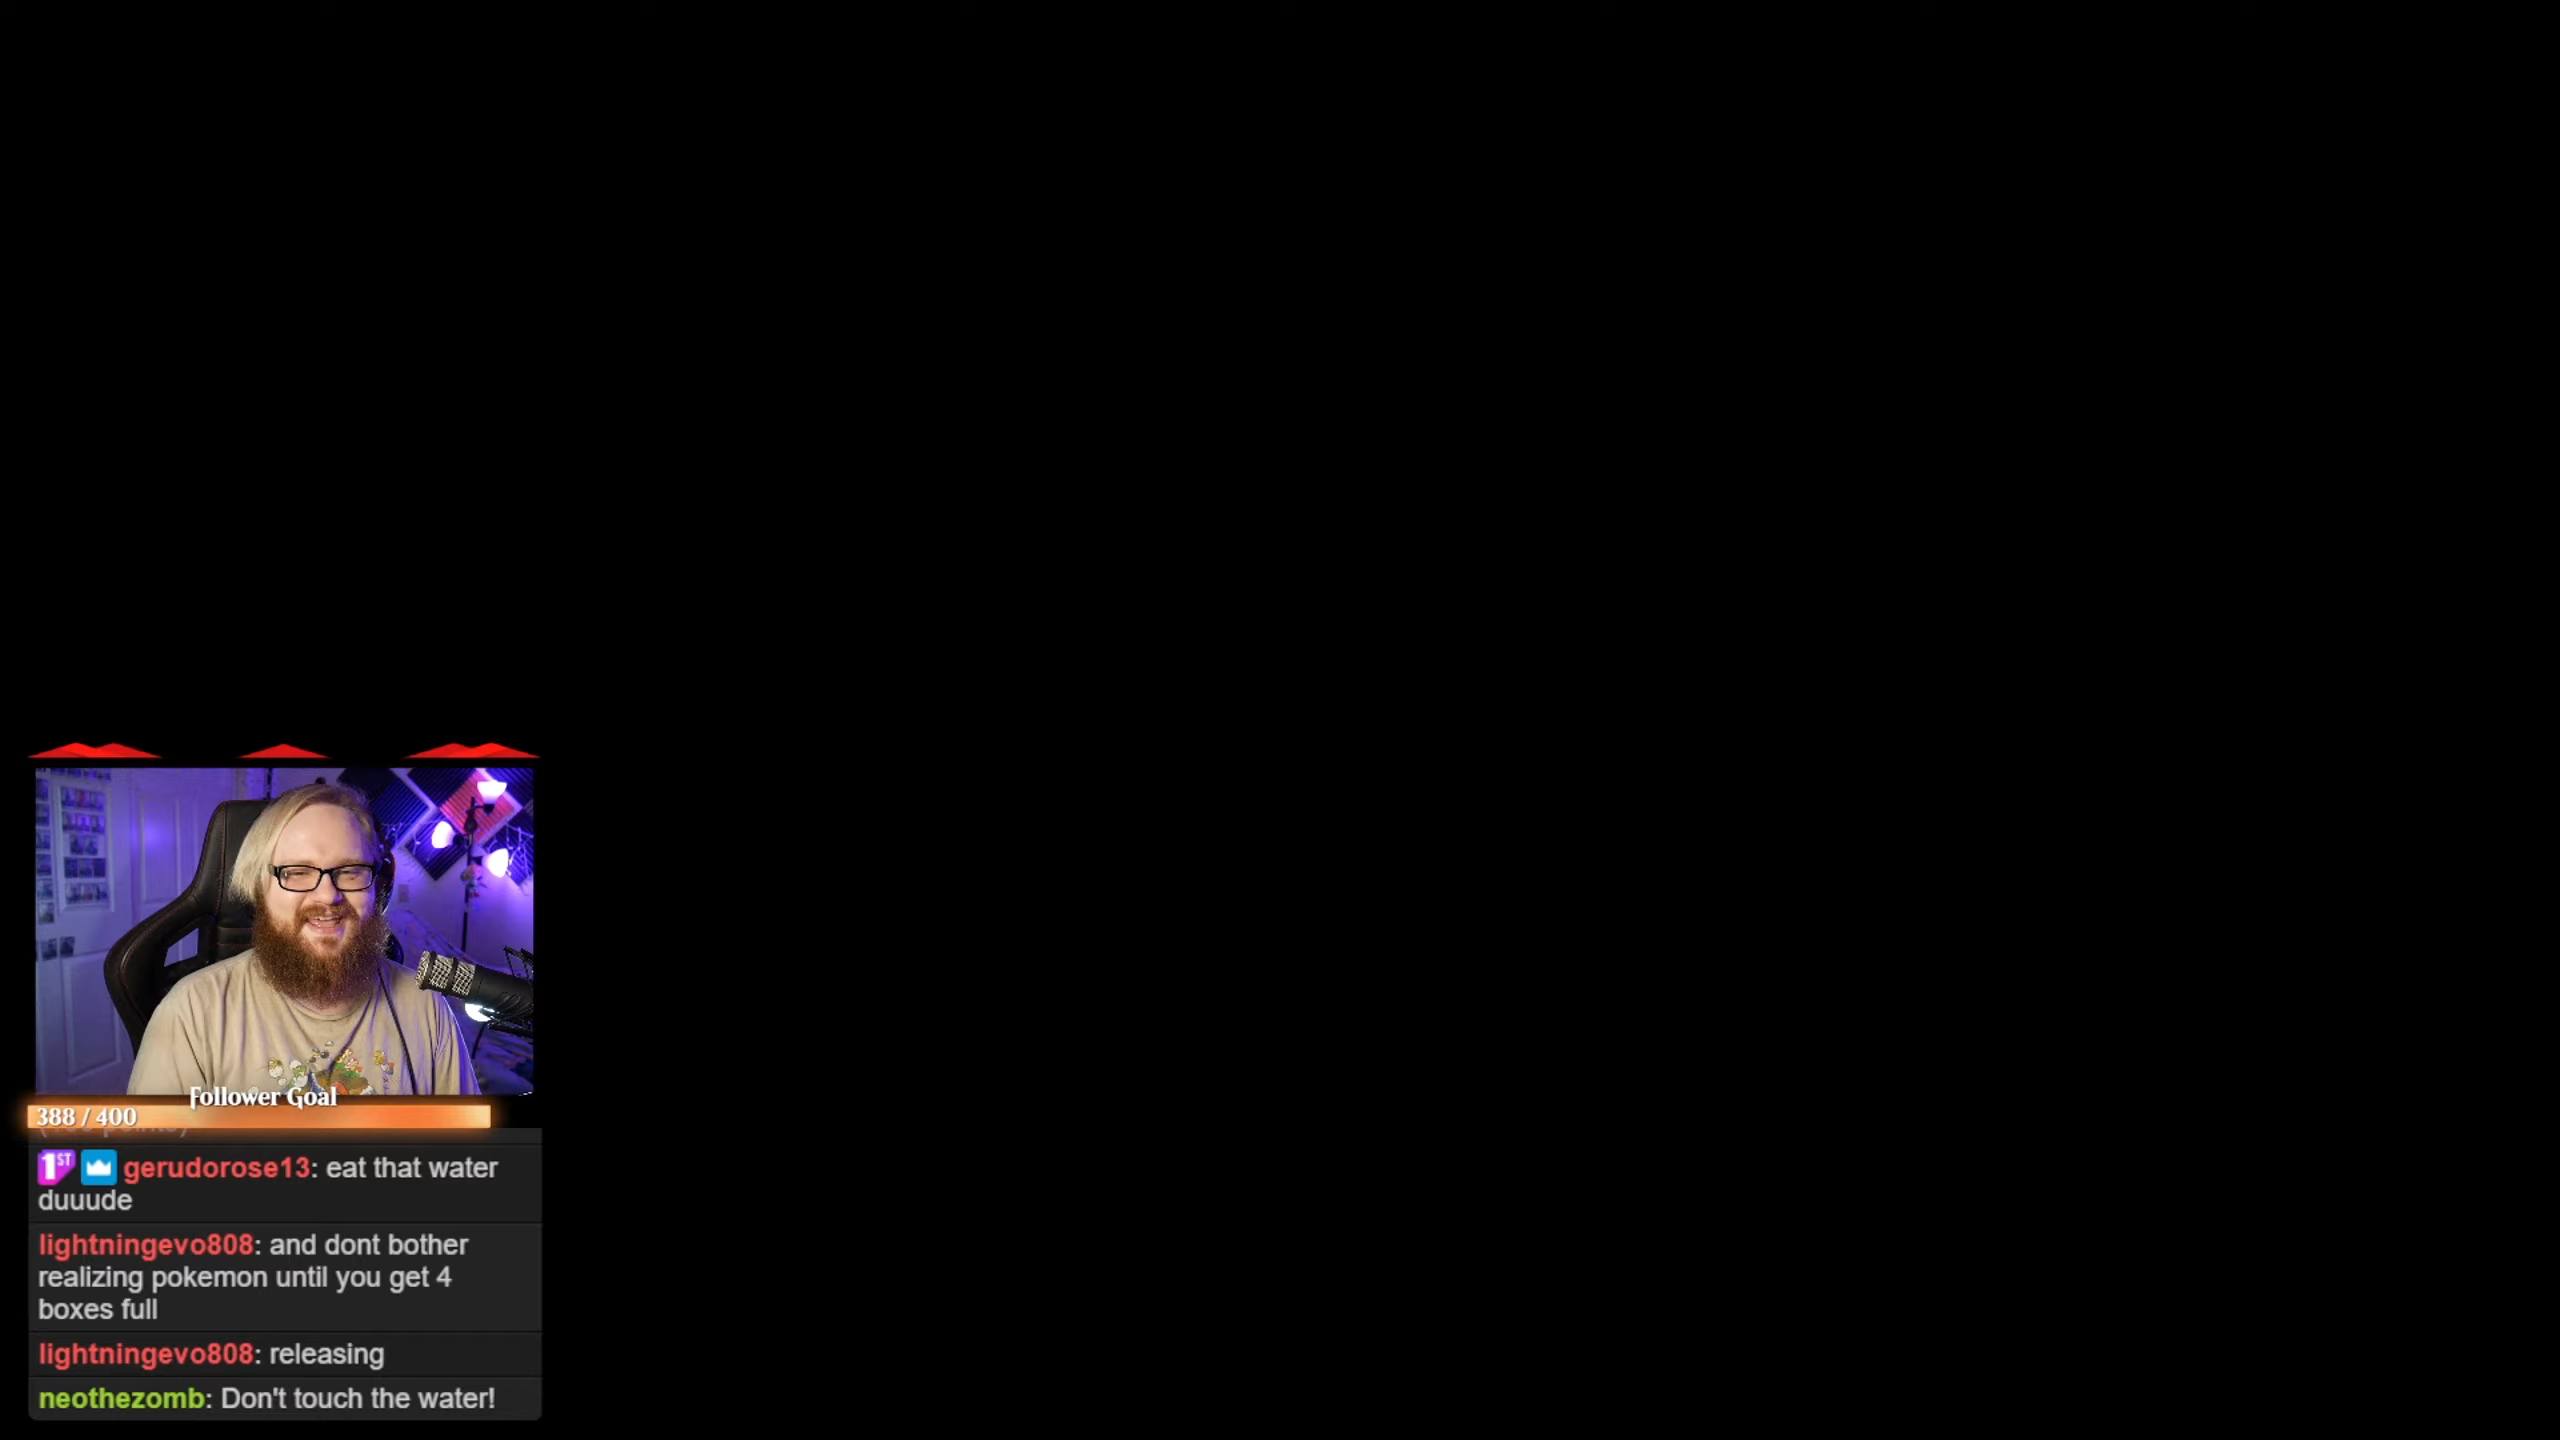 Follower Goal
388 / 400
1ST gerudorose13: eat that water
duuude
lightningevo808: and dont bother
realizing pokemon until you get 4
boxes full
lightningevo808: releasing
neothezomb: Don't touch the water!